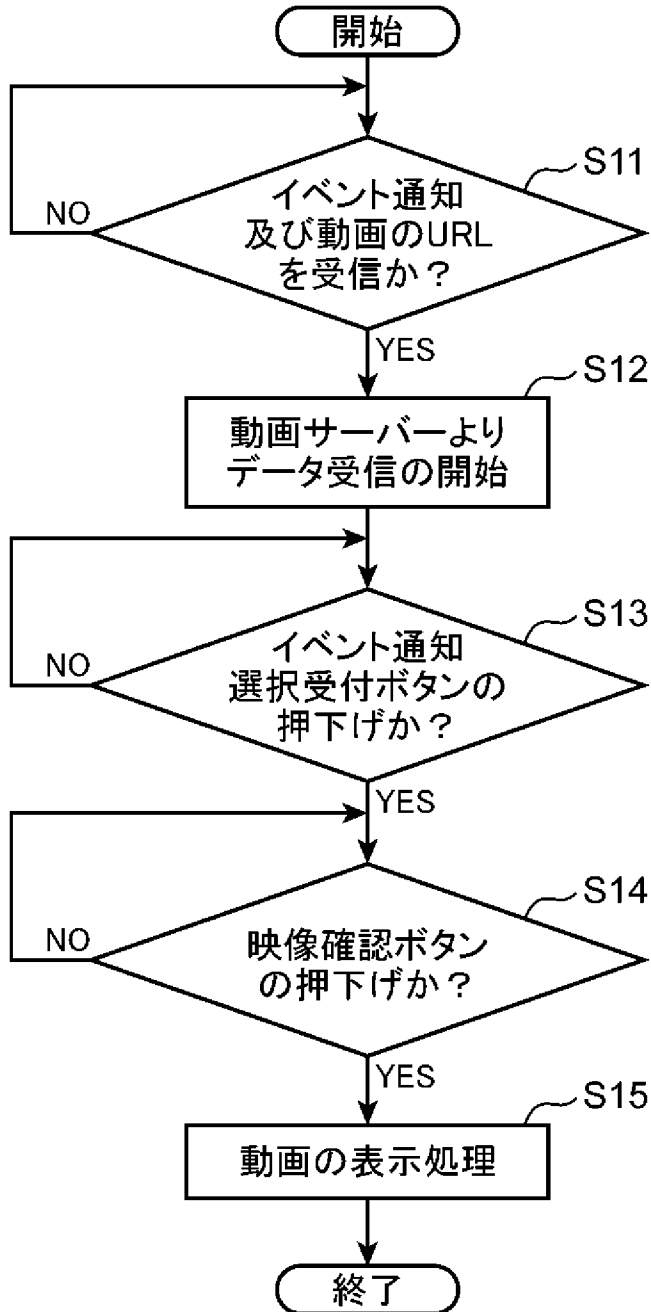 開始
S11
イベント通知
及び動画のURL
を受信か？
NO
YES
S12
動画サーバーより
データ受信の開始
S13
イベント通知
選択受付ボタンの
押下げか？
NO
YES
S14
映像確認ボタン
の押下げか？
NO
YES
S15
動画の表示処理
終了